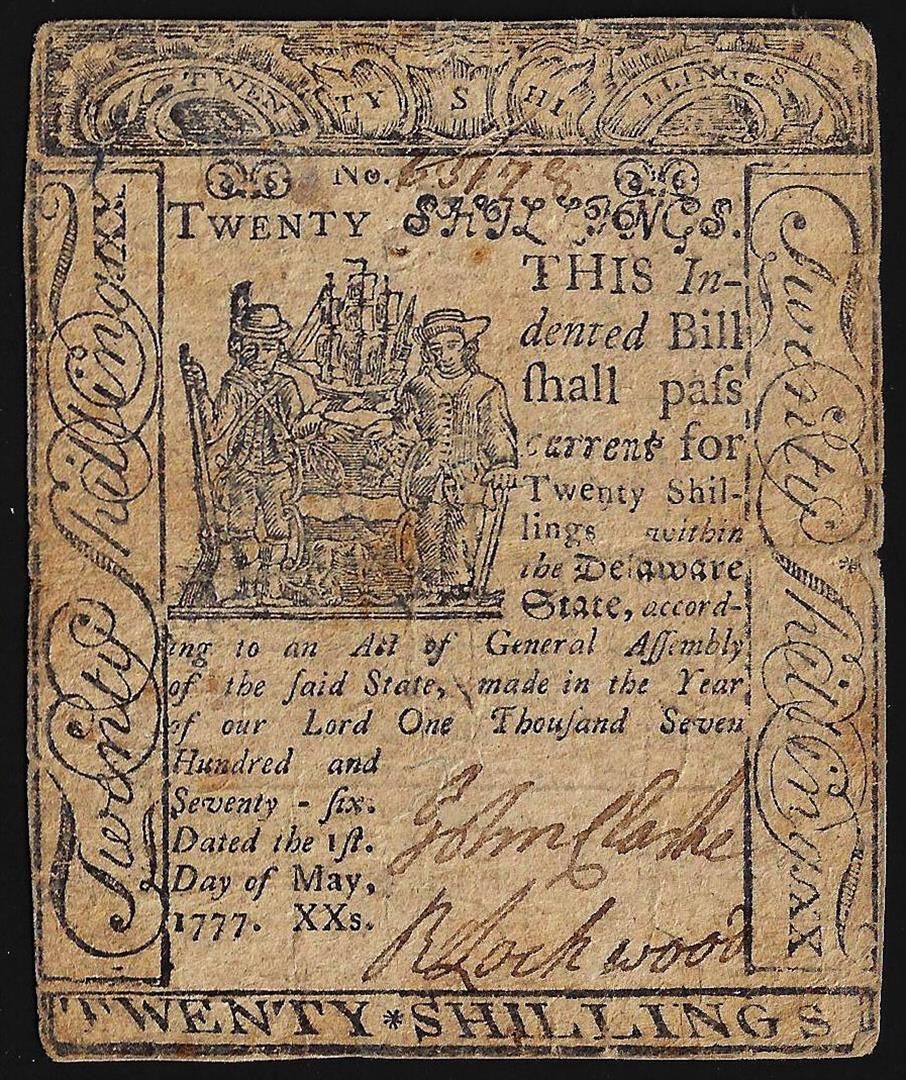 TWENTY SHILLINGS
No. 65178
TWENTY SHILLINGS.
THIS In-
dented Bill
ſhall paſs
current for
Twenty Shil-
lings within
the Delaware
State, accord-
ing to an Act of General Aſſembly
of the ſaid State, made in the Year
of our Lord One Thouſand Seven
Hundred and
Seventy - ſix.
Dated the 1ſt.
Day of May,
1777. XXs.
John Clarke
R Lockwood
Twenty ſhillings XX
Twenty ſhillings XX
TWENTY * SHILLINGS